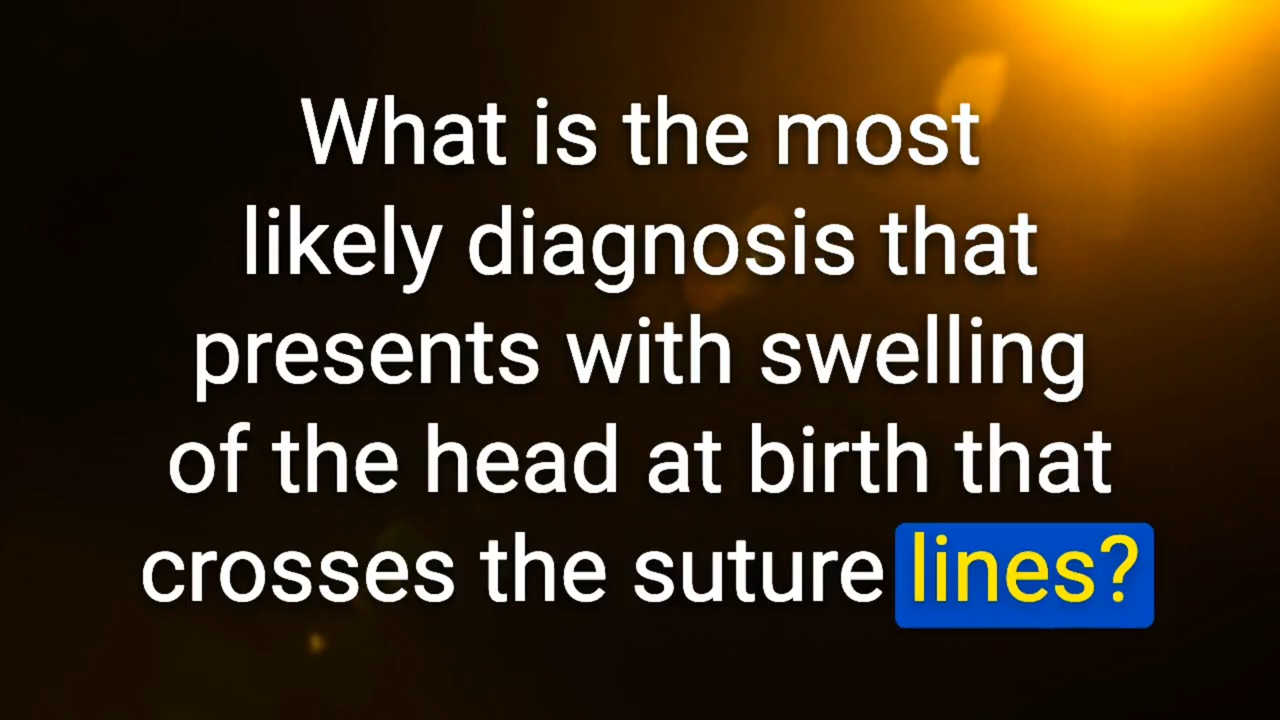 What is the most
likely diagnosis that
presents with swelling
of the head at birth that
crosses the suture lines?